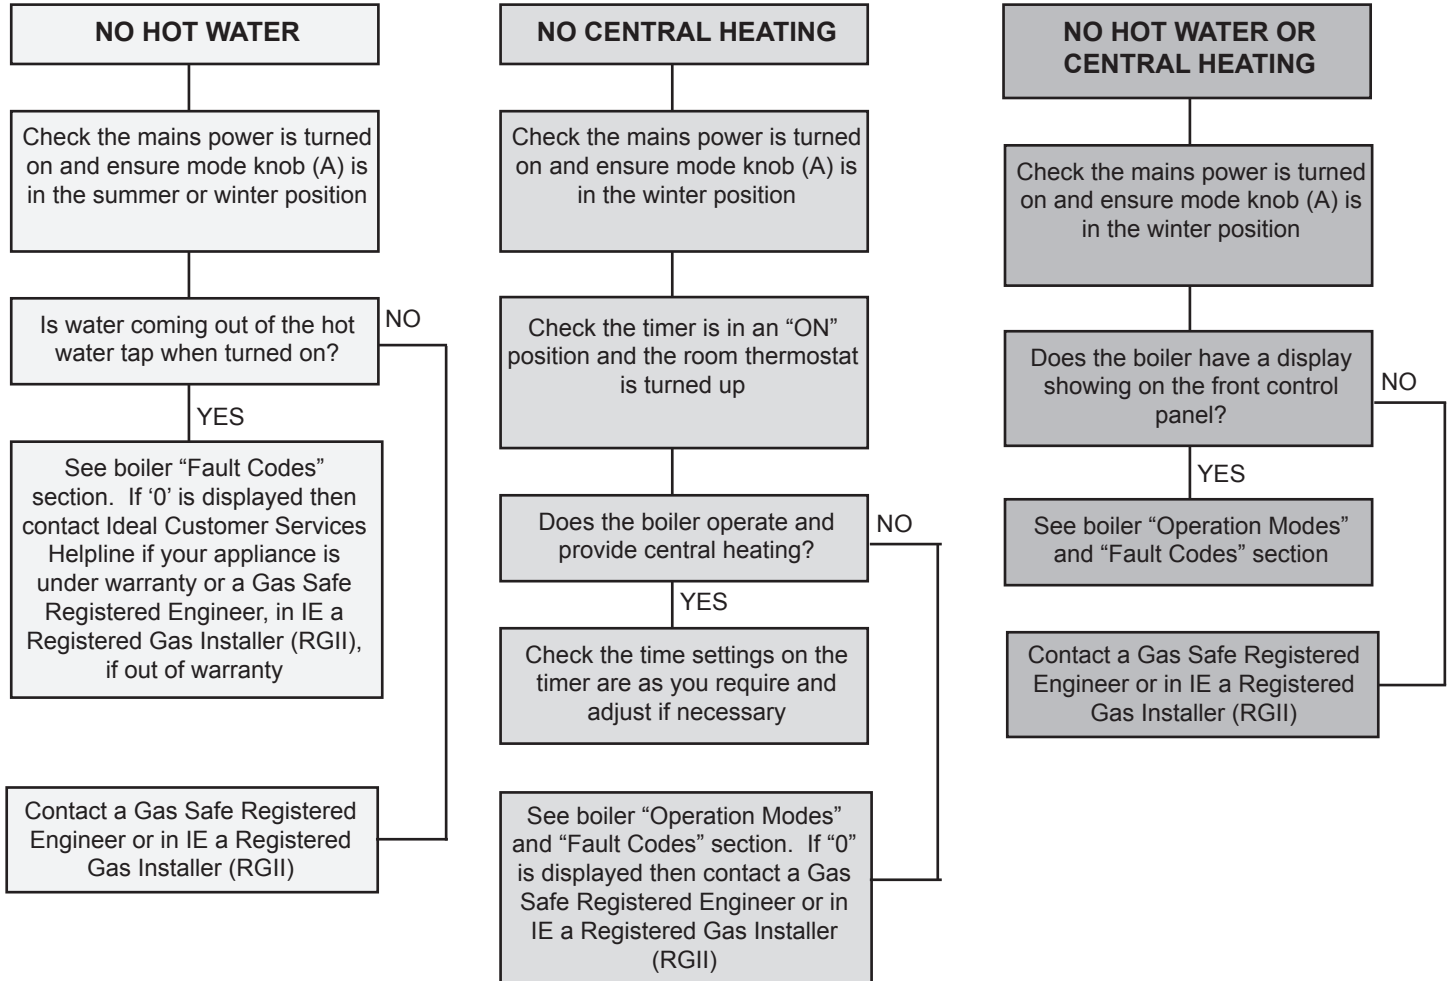 NO HOT WATER
Check the mains power is turned
on and ensure mode knob (A) is
in the summer or winter position
Is water coming out of the hot
water tap when turned on?
NO
YES
See boiler “Fault Codes”
section. If ‘0’ is displayed then
contact Ideal Customer Services
Helpline if your appliance is
under warranty or a Gas Safe
Registered Engineer, in IE a
Registered Gas Installer (RGII),
if out of warranty
Contact a Gas Safe Registered
Engineer or in IE a Registered
Gas Installer (RGII)
NO CENTRAL HEATING
Check the mains power is turned
on and ensure mode knob (A) is
in the winter position
Check the timer is in an “ON”
position and the room thermostat
is turned up
Does the boiler operate and
provide central heating?
NO
YES
Check the time settings on the
timer are as you require and
adjust if necessary
See boiler “Operation Modes”
and “Fault Codes” section. If “0”
is displayed then contact a Gas
Safe Registered Engineer or in
IE a Registered Gas Installer
(RGII)
NO HOT WATER OR
CENTRAL HEATING
Check the mains power is turned
on and ensure mode knob (A) is
in the winter position
Does the boiler have a display
showing on the front control
panel?
NO
YES
See boiler “Operation Modes”
and “Fault Codes” section
Contact a Gas Safe Registered
Engineer or in IE a Registered
Gas Installer (RGII)